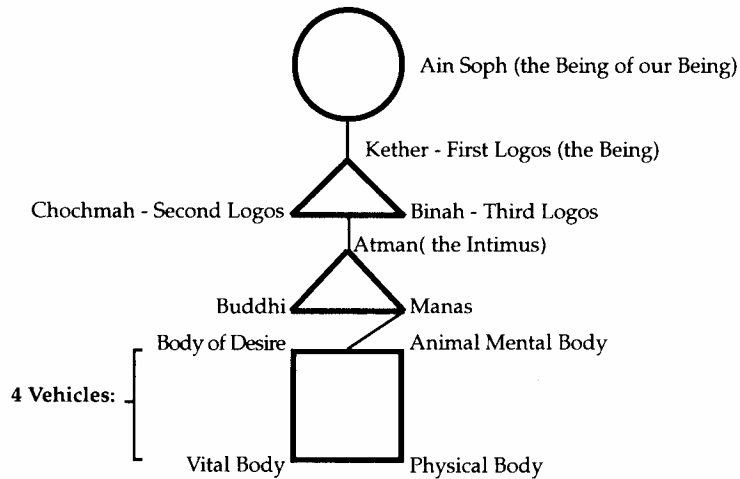 Ain Soph (the Being of our Being)
Kether - First Logos (the Being)
Chochmah - Second Logos
Binah - Third Logos
Atman( the Intimus)
Buddhi
Manas
Body of Desire
Animal Mental Body
4 Vehicles:
Vital Body
Physical Body